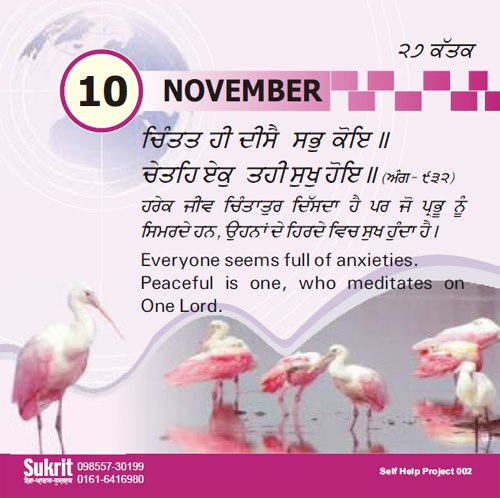 ੨੭ ਕੱਤਕ
10 NOVEMBER
ਚਿੰਤਤ ਹੀ ਦੀਸੈ ਸਭੁ ਕੋਇ ॥
ਚੇਤਹਿ ਏਕੁ ਤਹੀ ਸੁਖੁ ਹੋਇ ॥ (ਅੰਗ- ੯੩੨)
ਹਰੇਕ ਜੀਵ ਚਿੰਤਾਤੁਰ ਦਿੱਸਦਾ ਹੈ ਪਰ ਜੋ ਪ੍ਰਭੂ ਨੂੰ
ਸਿਮਰਦੇ ਹਨ, ਉਹਨਾਂ ਦੇ ਹਿਰਦੇ ਵਿਚ ਸੁਖ ਹੁੰਦਾ ਹੈ।
Everyone seems full of anxieties.
Peaceful is one, who meditates on
One Lord.
Sukrit 098557-30199
0161-6416980
Self Help Project 002